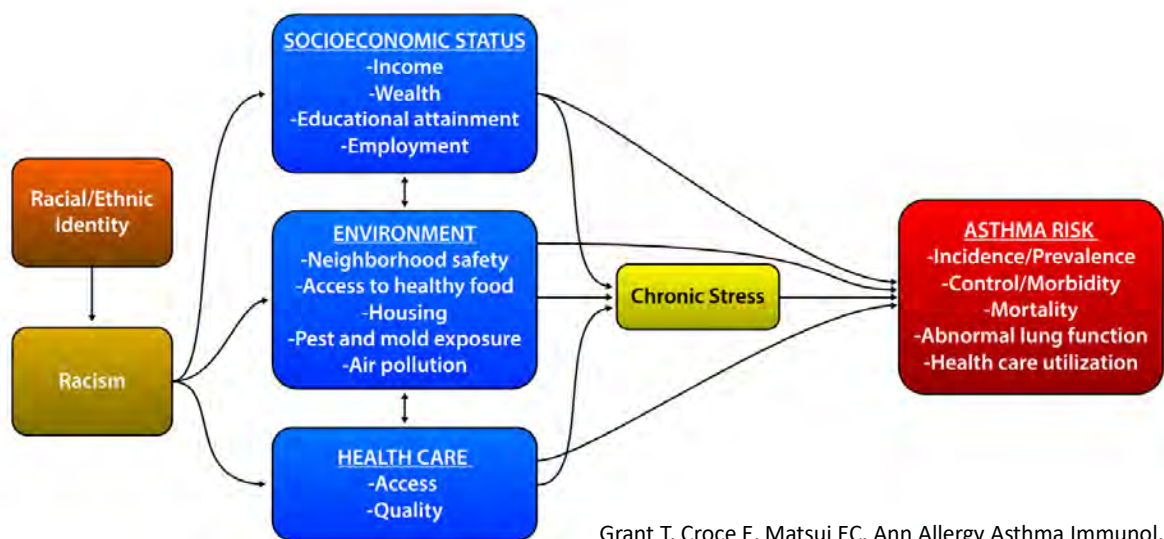 SOCIOECONOMIC STATUS
-Income
-Wealth
-Educational attainment
-Employment
Racial/Ethnic
Identity
Racism
ENVIRONMENT
-Neighborhood safety
-Access to healthy food
-Housing
-Pest and mold exposure
-Air pollution
HEALTH CARE
-Access
-Quality
Chronic Stress
ASTHMA RISK
-Incidence/Prevalence
-Control/Morbidity
-Mortality
-Abnormal lung function
-Health care utilization
Grant T, Croce E, Matsui EC. Ann Allergy Asthma Immunol.